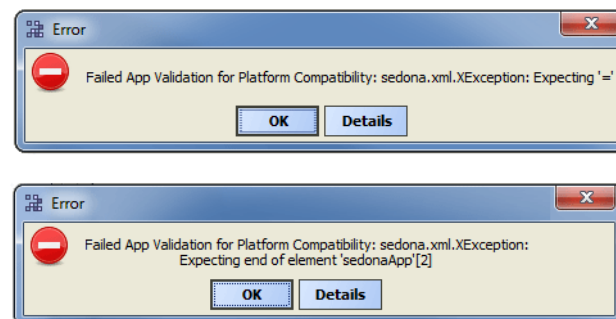 Error
Failed App Validation for Platform Compatibility: sedona.xml.XException: Expecting '='
OK Details
Error
Failed App Validation for Platform Compatibility: sedona.xml.XException:
Expecting end of element 'sedonaApp'[2]
OK Details